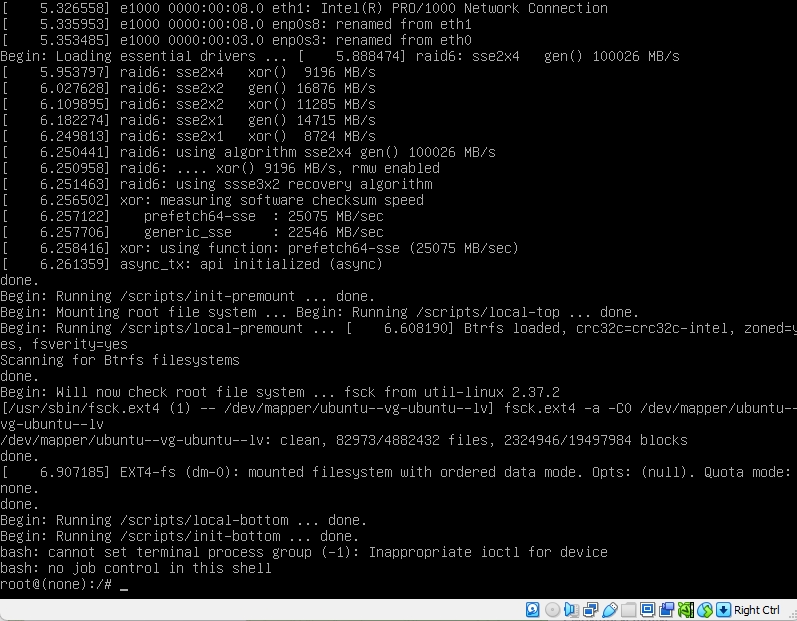 [    5.326558] e1000 0000:00:08.0 eth1: Intel(R) PRO/1000 Network Connection
[    5.335953] e1000 0000:00:08.0 enp0s8: renamed from eth1
[    5.353485] e1000 0000:00:03.0 enp0s3: renamed from eth0
Begin: Loading essential drivers ... [    5.888474] raid6: sse2x4   gen() 100026 MB/s
[    5.953797] raid6: sse2x4   xor()  9196 MB/s
[    6.027628] raid6: sse2x2   gen() 16876 MB/s
[    6.109895] raid6: sse2x2   xor() 11285 MB/s
[    6.182274] raid6: sse2x1   gen() 14715 MB/s
[    6.249813] raid6: sse2x1   xor()  8724 MB/s
[    6.250441] raid6: using algorithm sse2x4 gen() 100026 MB/s
[    6.250958] raid6: .... xor() 9196 MB/s, rmw enabled
[    6.251463] raid6: using ssse3x2 recovery algorithm
[    6.256502] xor: measuring software checksum speed
[    6.257122]    prefetch64-sse  : 25075 MB/sec
[    6.257706]    generic_sse     : 22546 MB/sec
[    6.258416] xor: using function: prefetch64-sse (25075 MB/sec)
[    6.261359] async_tx: api initialized (async)
done.
Begin: Running /scripts/init-premount ... done.
Begin: Mounting root file system ... Begin: Running /scripts/local-top ... done.
Begin: Running /scripts/local-premount ... [    6.608190] Btrfs loaded, crc32c=crc32c-intel, zoned=y
es, fsverity=yes
Scanning for Btrfs filesystems
done.
Begin: Will now check root file system ... fsck from util-linux 2.37.2
[/usr/sbin/fsck.ext4 (1) -- /dev/mapper/ubuntu--vg-ubuntu--lv] fsck.ext4 -a -C0 /dev/mapper/ubuntu--
vg-ubuntu--lv
/dev/mapper/ubuntu--vg-ubuntu--lv: clean, 82973/4882432 files, 2324946/19497984 blocks
done.
[    6.907185] EXT4-fs (dm-0): mounted filesystem with ordered data mode. Opts: (null). Quota mode:
none.
done.
Begin: Running /scripts/local-bottom ... done.
Begin: Running /scripts/init-bottom ... done.
bash: cannot set terminal process group (-1): Inappropriate ioctl for device
bash: no job control in this shell
root@(none):/# _
Right Ctrl